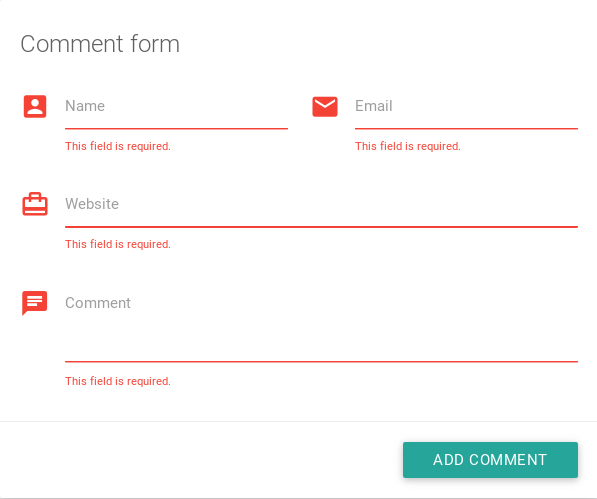 Comment form
Name
Email
This field is required.
This field is required.
Website
This field is required.
Comment
This field is required.
ADD COMMENT